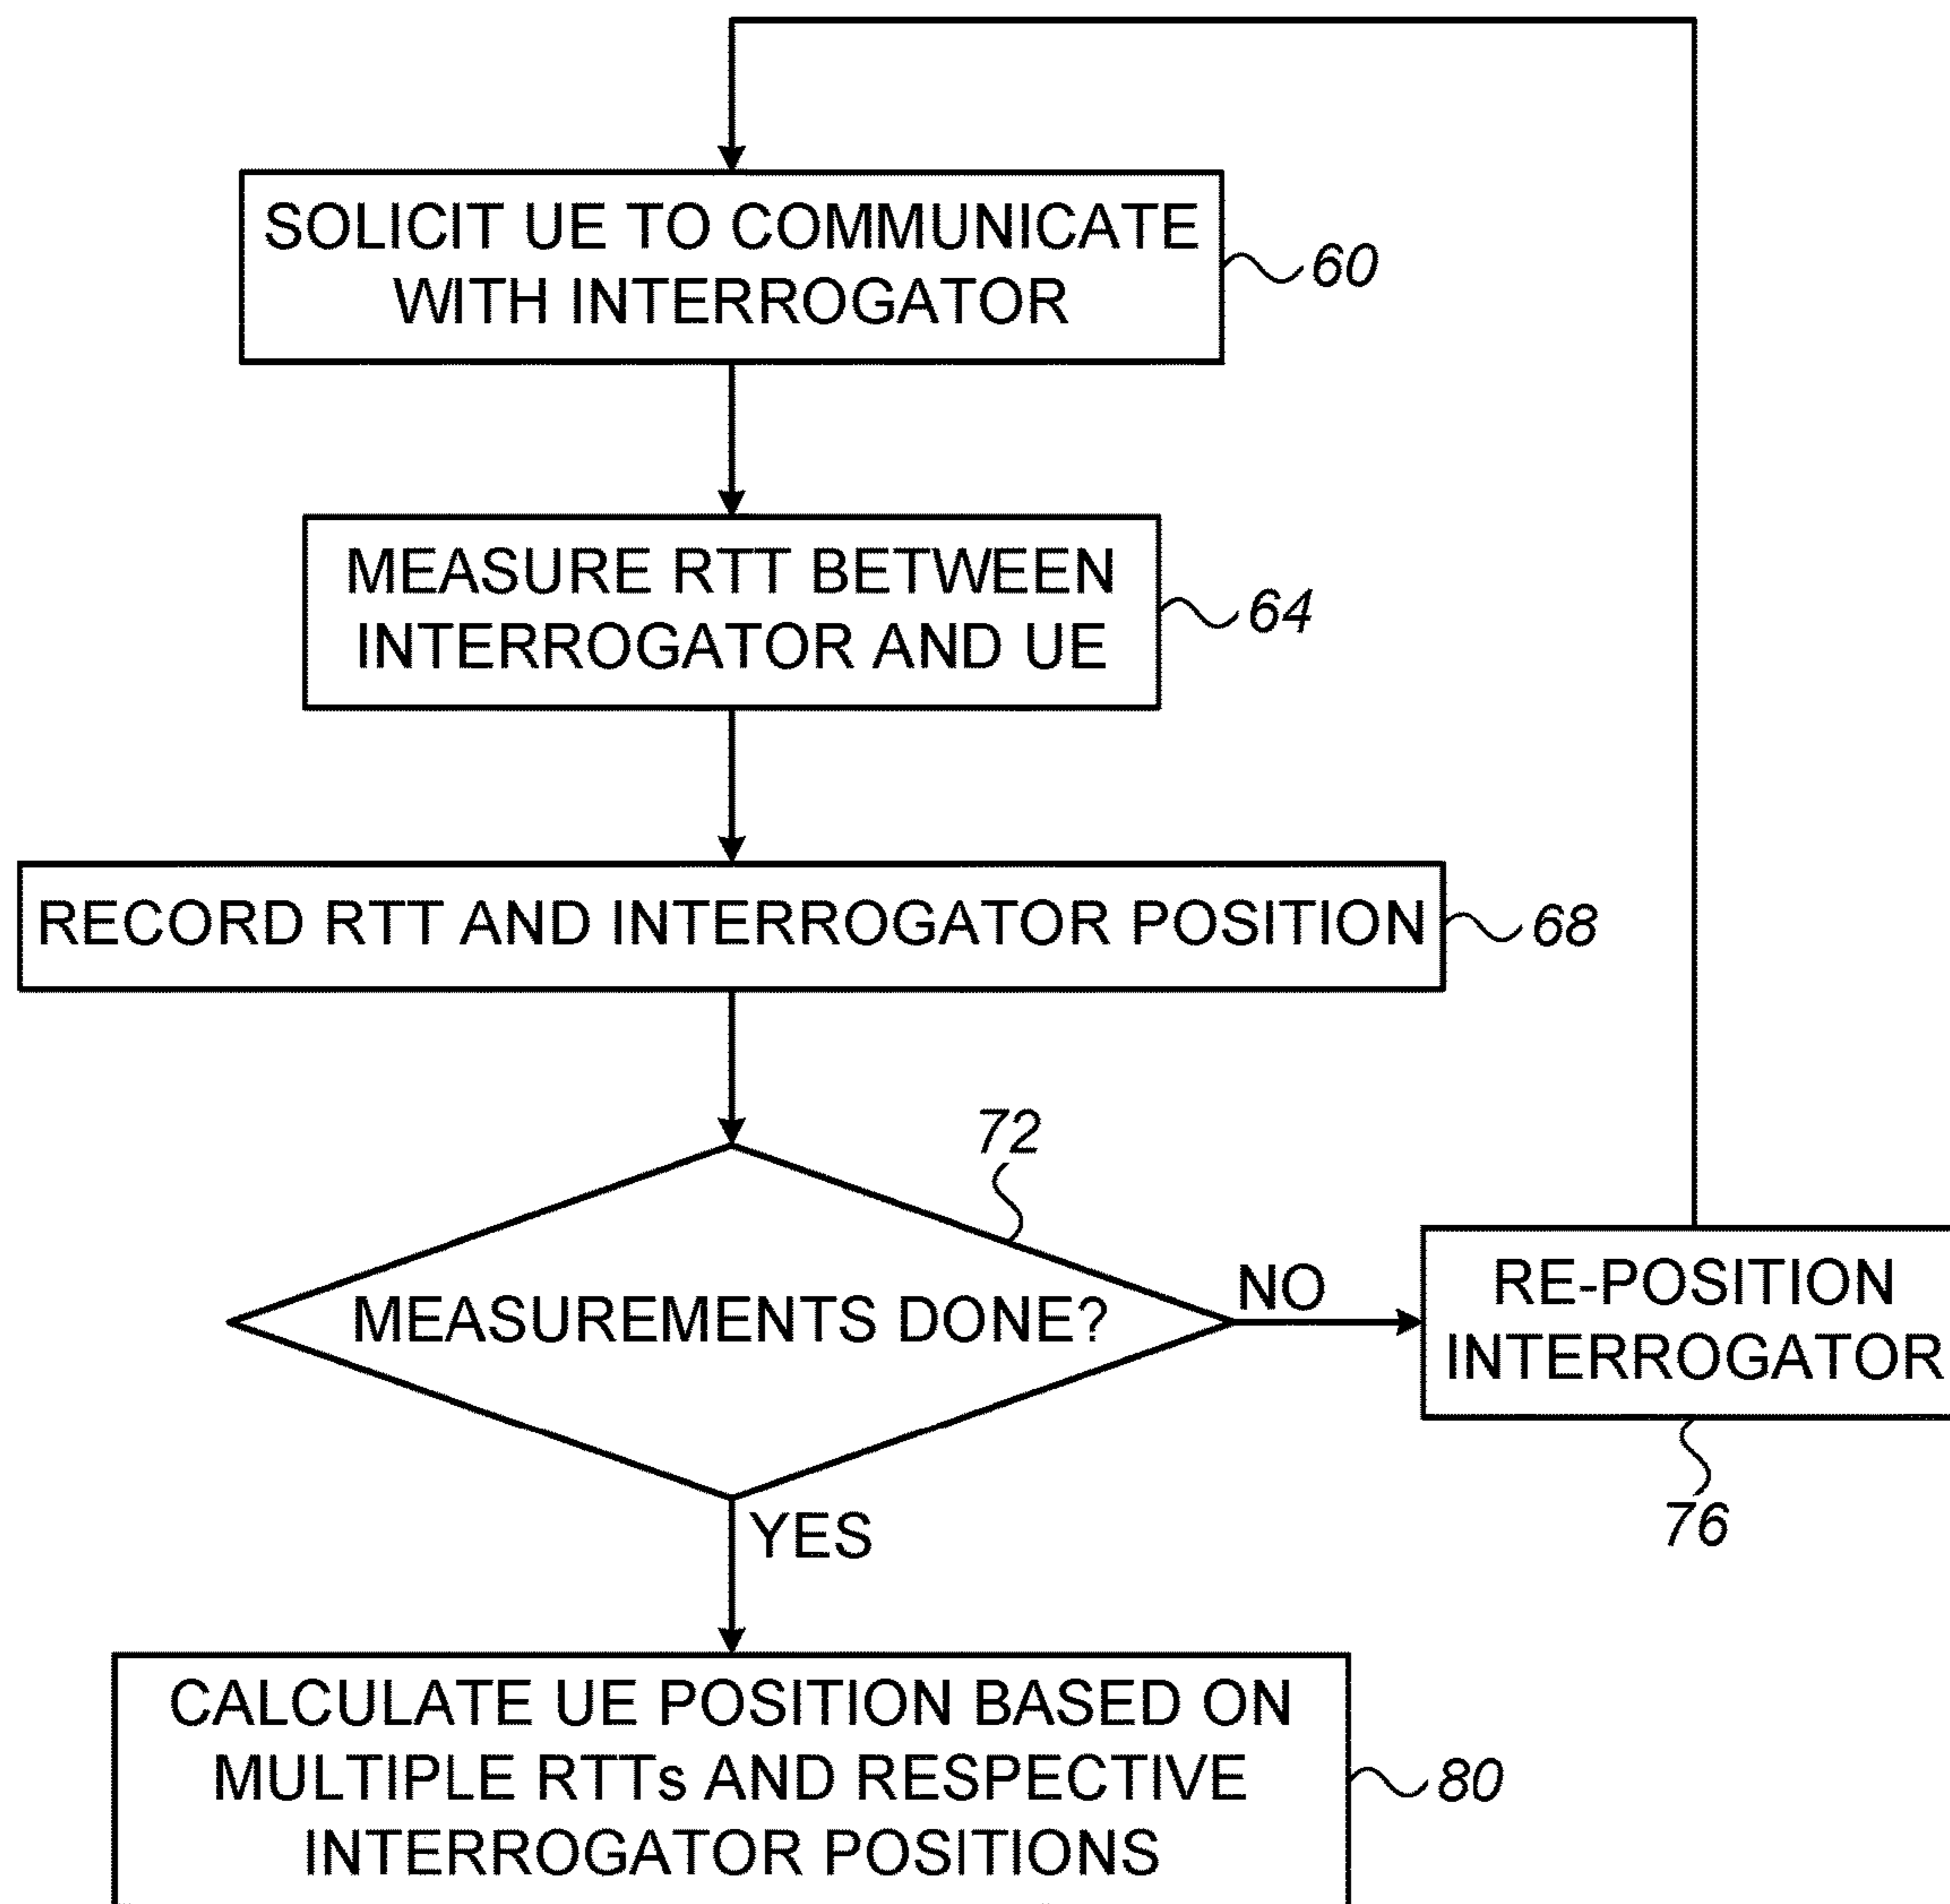 SOLICIT UE TO COMMUNICATE
WITH INTERROGATOR
60
MEASURE RTT BETWEEN
INTERROGATOR AND UE
64
RECORD RTT AND INTERROGATOR POSITION
68
72
MEASUREMENTS DONE?
NO
RE-POSITION
INTERROGATOR
76
YES
CALCULATE UE POSITION BASED ON
MULTIPLE RTTs AND RESPECTIVE
INTERROGATOR POSITIONS
80